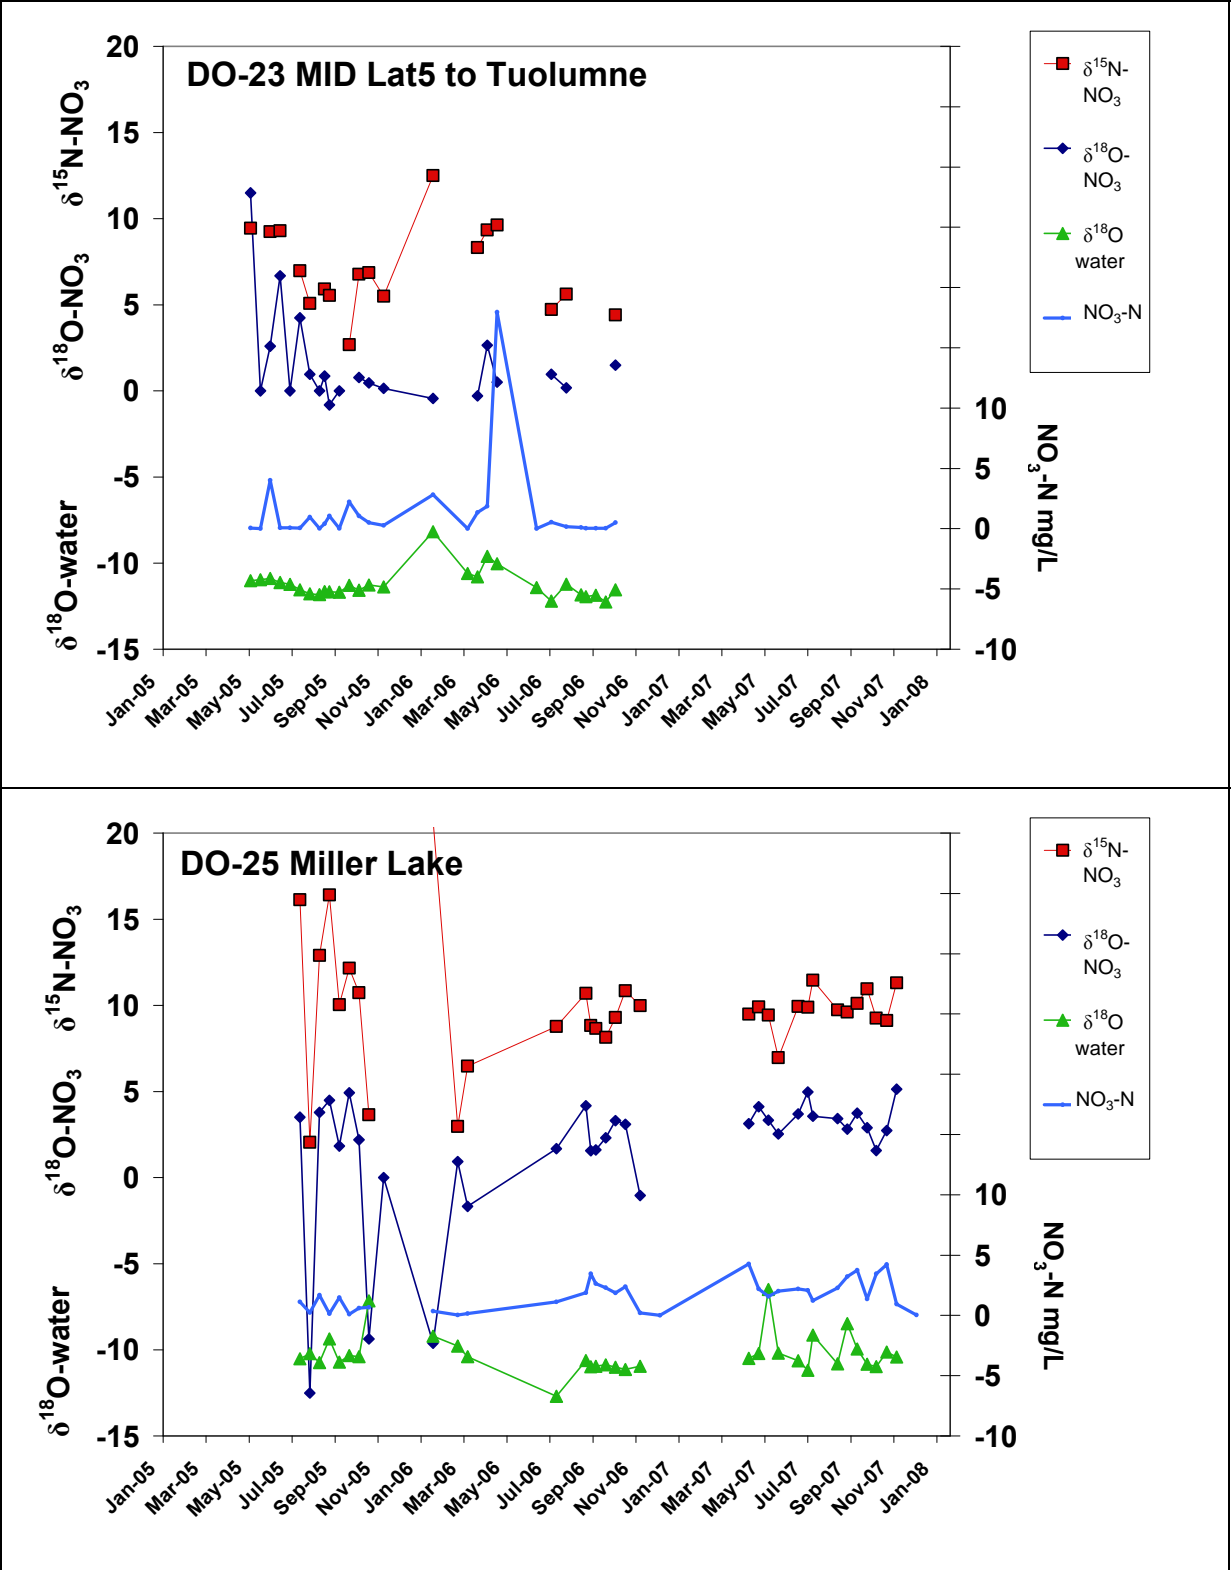 DO-23 MID Lat5 to Tuolumne
20
15
10
5
0
-5
-10
-15
δ¹⁵N-NO₃
δ¹⁸O-NO₃
δ¹⁸O-water
10
5
0
-5
-10
NO₃-N mg/L
Jan-05
Mar-05
May-05
Jul-05
Sep-05
Nov-05
Jan-06
Mar-06
May-06
Jul-06
Sep-06
Nov-06
Jan-07
Mar-07
May-07
Jul-07
Sep-07
Nov-07
Jan-08
δ¹⁵N-
NO₃
δ¹⁸O-
NO₃
δ¹⁸O
water
NO₃-N
DO-25 Miller Lake
20
15
10
5
0
-5
-10
-15
δ¹⁵N-NO₃
δ¹⁸O-NO₃
δ¹⁸O-water
10
5
0
-5
-10
NO₃-N mg/L
Jan-05
Mar-05
May-05
Jul-05
Sep-05
Nov-05
Jan-06
Mar-06
May-06
Jul-06
Sep-06
Nov-06
Jan-07
Mar-07
May-07
Jul-07
Sep-07
Nov-07
Jan-08
δ¹⁵N-
NO₃
δ¹⁸O-
NO₃
δ¹⁸O
water
NO₃-N